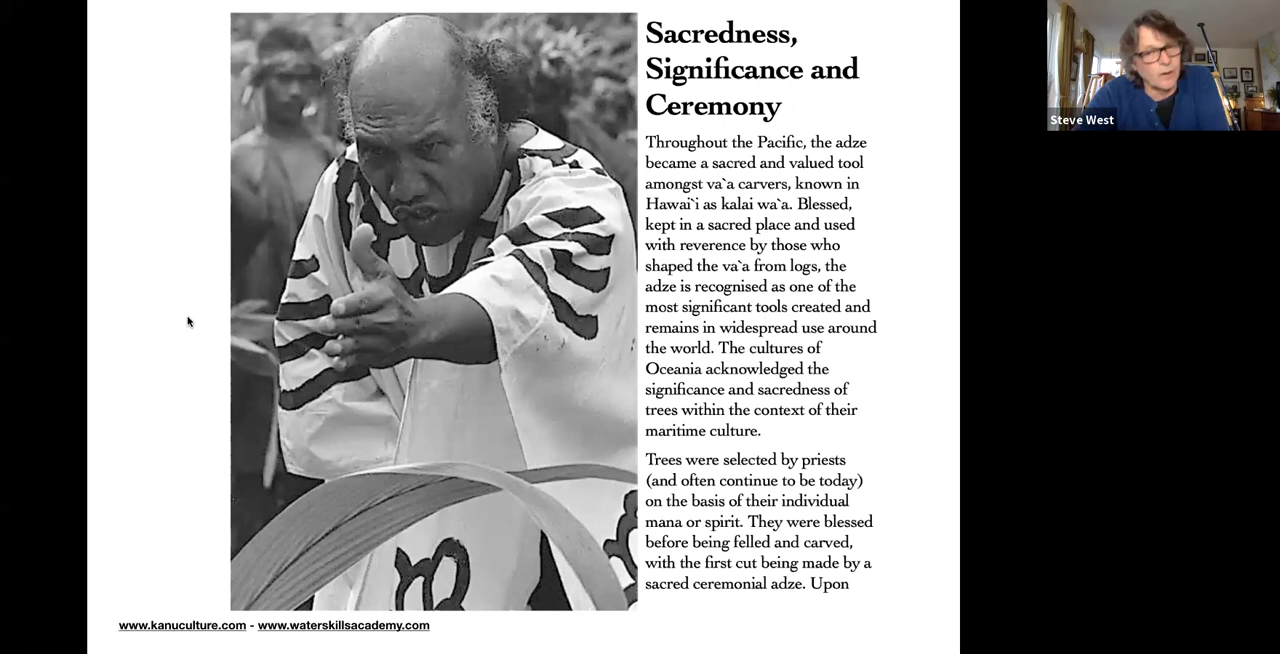 Sacredness,
Significance and
Ceremony
Throughout the Pacific, the adze
became a sacred and valued tool
amongst va`a carvers, known in
Hawai`i as kalai wa`a. Blessed,
kept in a sacred place and used
with reverence by those who
shaped the va`a from logs, the
adze is recognised as one of the
most significant tools created and
remains in widespread use around
the world. The cultures of
Oceania acknowledged the
significance and sacredness of
trees within the context of their
maritime culture.
Trees were selected by priests
(and often continue to be today)
on the basis of their individual
mana or spirit. They were blessed
before being felled and carved,
with the first cut being made by a
sacred ceremonial adze. Upon
www.kanuculture.com - www.waterskillsacademy.com
Steve West